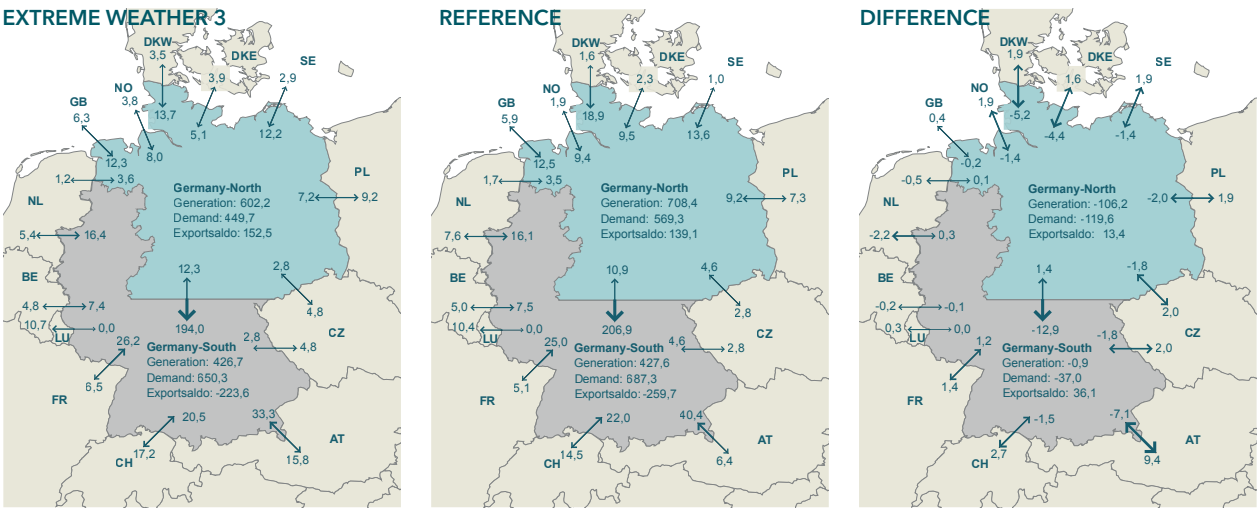 EXTREME WEATHER 3
DKW
3,5
DKE
3,9
SE
2,9
NO
3,8
GB
6,3
13,7
5,1
12,2
12,3
8,0
1,2
3,6
PL
NL
Germany-North
Generation: 602,2
Demand: 449,7
Exportsaldo: 152,5
7,2
9,2
5,4
16,4
BE
12,3
2,8
4,8
7,4
4,8
10,7
0,0
LU
194,0
CZ
26,2
2,8
4,8
Germany-South
Generation: 426,7
Demand: 650,3
Exportsaldo: -223,6
6,5
FR
20,5
33,3
AT
17,2
CH
15,8
REFERENCE
DKW
1,6
DKE
2,3
SE
1,0
NO
1,9
GB
5,9
18,9
9,5
13,6
12,5
9,4
1,7
3,5
PL
NL
Germany-North
Generation: 708,4
Demand: 569,3
Exportsaldo: 139,1
9,2
7,3
7,6
16,1
BE
10,9
4,6
5,0
7,5
2,8
10,4
0,0
LU
206,9
CZ
25,0
4,6
2,8
Germany-South
Generation: 427,6
Demand: 687,3
Exportsaldo: -259,7
5,1
FR
22,0
40,4
AT
14,5
CH
6,4
DIFFERENCE
DKW
1,9
DKE
1,6
SE
1,9
NO
1,9
GB
0,4
-5,2
-4,4
-1,4
-0,2
-1,4
-0,5
0,1
PL
NL
Germany-North
Generation: -106,2
Demand: -119,6
Exportsaldo: 13,4
-2,0
1,9
-2,2
0,3
BE
1,4
-1,8
-0,2
-0,1
2,0
0,3
0,0
LU
-12,9
CZ
1,2
-1,8
2,0
Germany-South
Generation: -0,9
Demand: -37,0
Exportsaldo: 36,1
1,4
FR
-1,5
-7,1
AT
2,7
CH
9,4